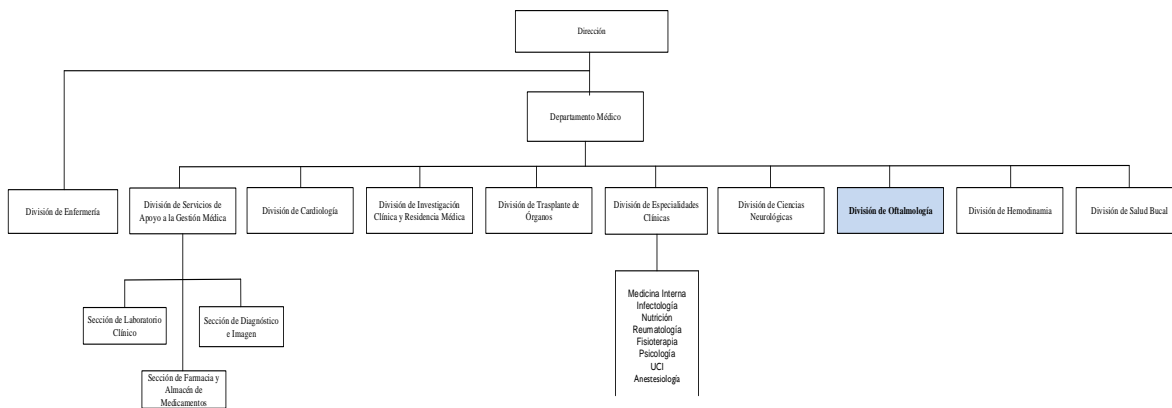 Dirección
Departamento Médico
División de Enfermería
División de Servicios de
Apoyo a la Gestión Médica
División de Cardiología
División de Investigación
Clínica y Residencia Médica
División de Trasplante de
Órganos
División de Especialidades
Clínicas
División de Ciencias
Neurológicas
División de Oftalmología
División de Hemodinamia
División de Salud Bucal
Sección de Laboratorio
Clínico
Sección de Diagnóstico
e Imagen
Sección de Farmacia y
Almacén de
Medicamentos
Medicina Interna
Infectología
Nutrición
Reumatología
Fisioterapia
Psicología
UCI
Anestesiología